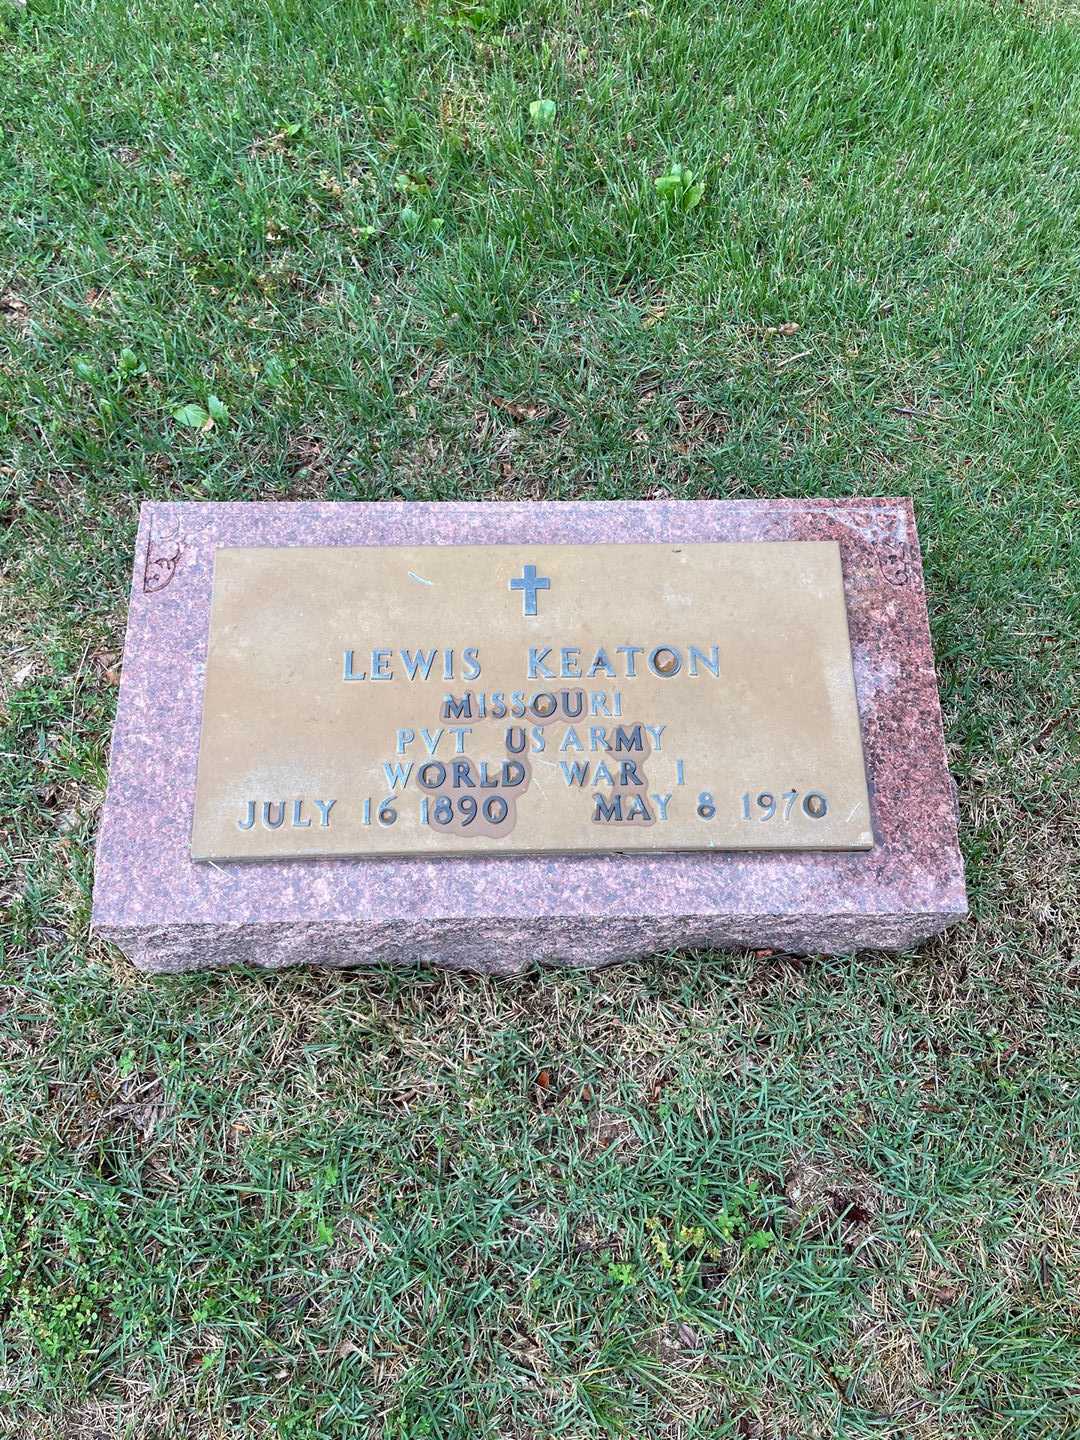 LEWIS KEATON
MISSOURI
PVT US ARMY
WORLD WAR I
JULY 16 1890 MAY 8 1970